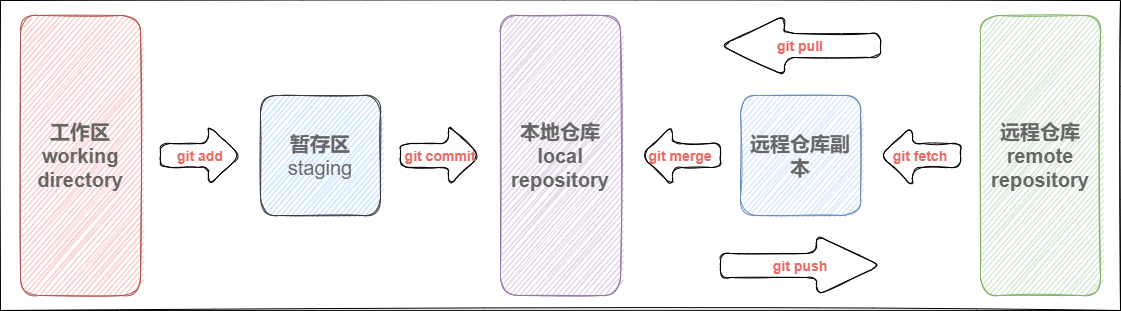 git pull
工作区
working
directory
git add
暂存区
staging
git commit
本地仓库
local
repository
git merge
远程仓库副
本
git fetch
远程仓库
remote
repository
git push